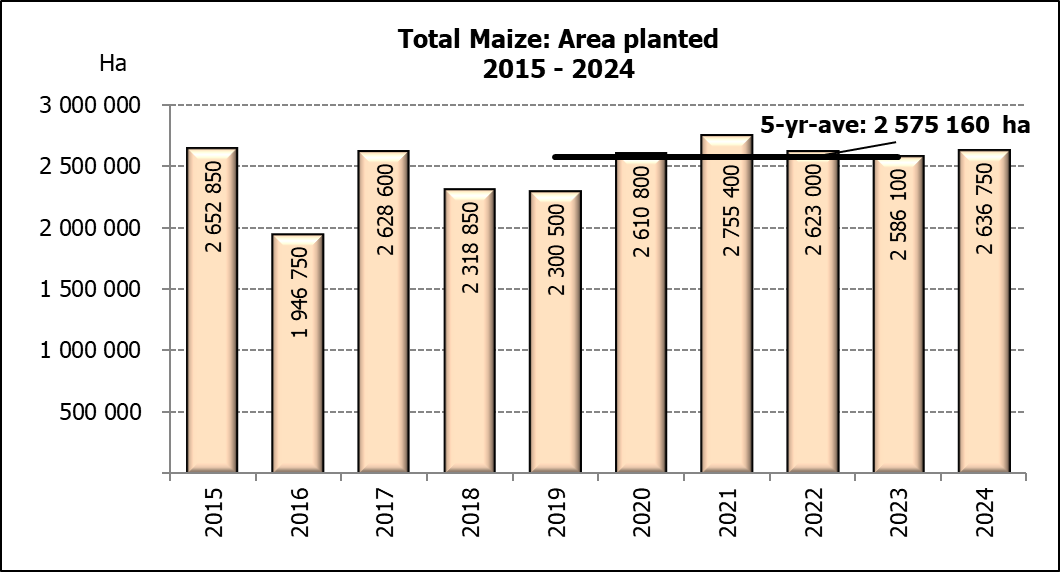 Total Maize: Area planted
2015 - 2024
Ha
3 000 000
2 500 000
2 000 000
1 500 000
1 000 000
500 000
5-yr-ave: 2 575 160 ha
2 652 850
1 946 750
2 628 600
2 318 850
2 300 500
2 610 800
2 755 400
2 623 000
2 586 100
2 636 750
2015
2016
2017
2018
2019
2020
2021
2022
2023
2024